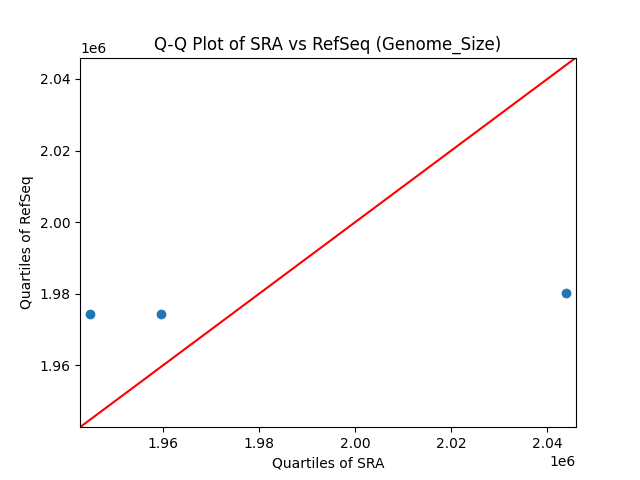 Q-Q Plot of SRA vs RefSeq (Genome_Size)
1e6
2.04
2.02
2.00
1.98
1.96
Quartiles of RefSeq
1.96 1.98 2.00 2.02 2.04
1e6
Quartiles of SRA